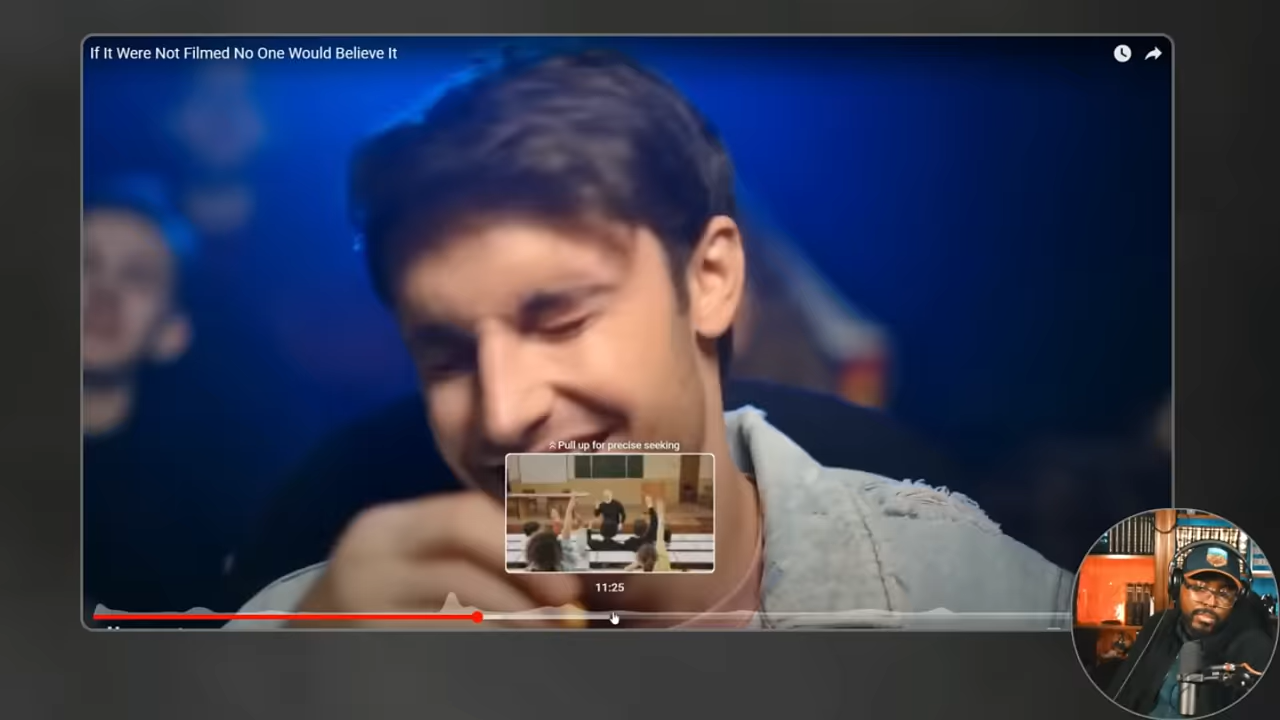 If It Were Not Filmed No One Would Believe It
Pull up for precise seeking
11:25